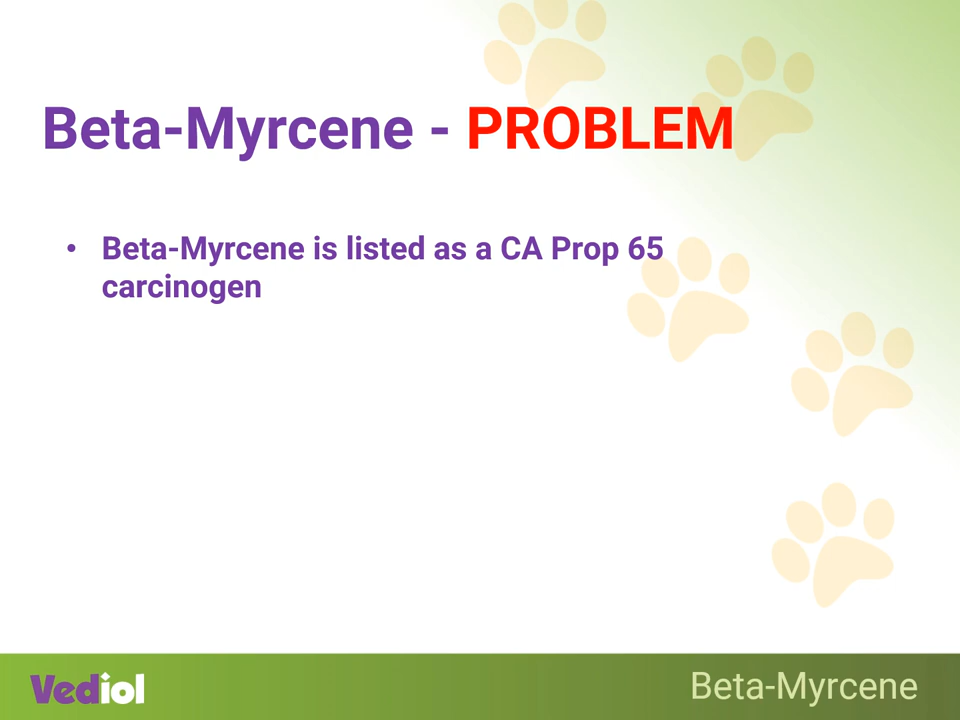 Beta-Myrcene - PROBLEM
• Beta-Myrcene is listed as a CA Prop 65
carcinogen
Vediol
Beta-Myrcene